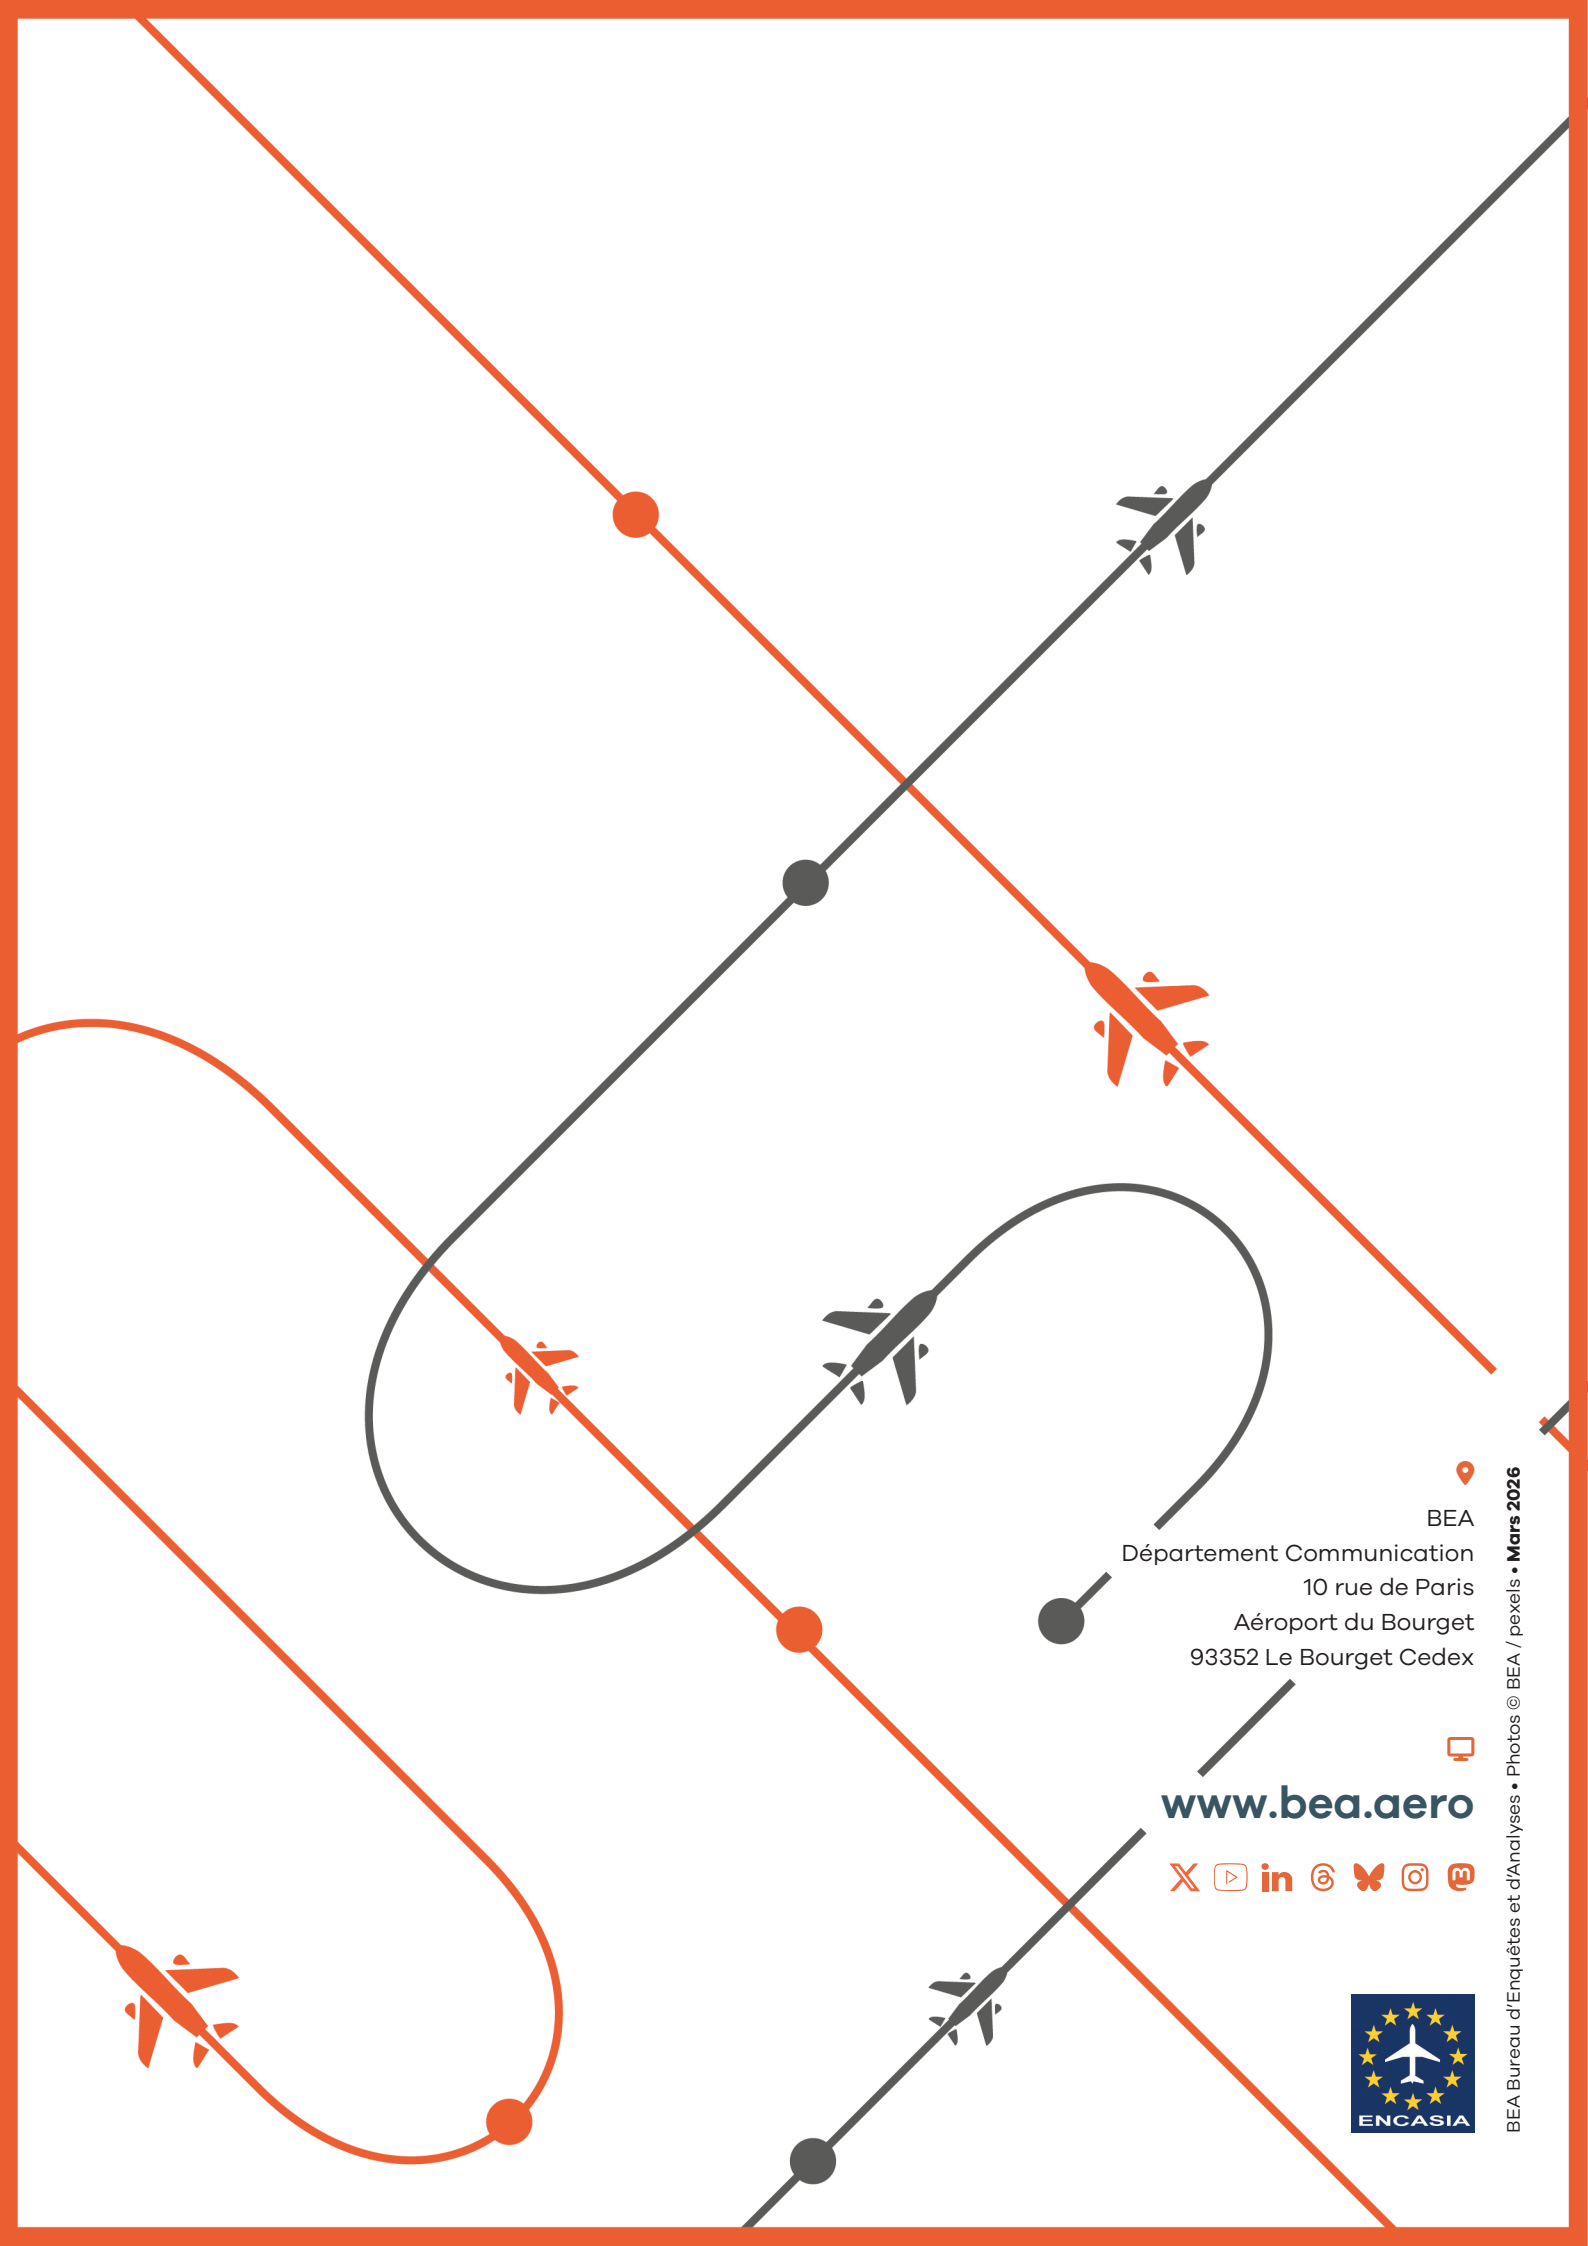 BEA
Département Communication
10 rue de Paris
Aéroport du Bourget
93352 Le Bourget Cedex
www.bea.aero
ENCASIA
BEA Bureau d'Enquêtes et d'Analyses • Photos © BEA / pexels • Mars 2026